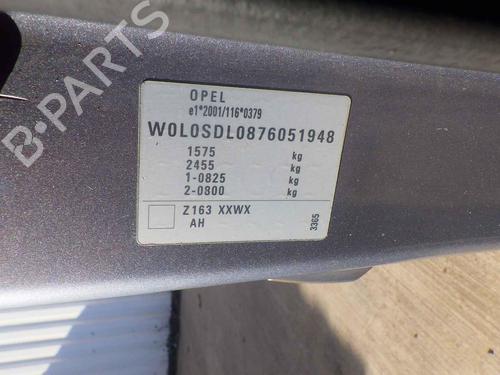 B-PARTS
OPEL
e1*2001/116*0379
W0L0SDL0876051948
1575 kg
2455 kg
1-0825 kg
2-0800 kg
Z163 XXWX
AH
3365